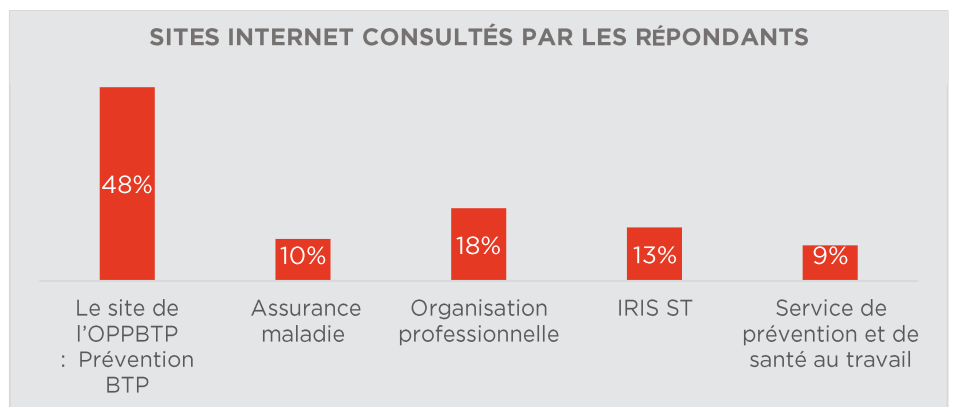 SITES INTERNET CONSULTÉS PAR LES RÉPONDANTS
48%
10%
18%
13%
9%
Le site de
l'OPPBTP
: Prévention
BTP
Assurance
maladie
Organisation
professionnelle
IRIS ST
Service de
prévention et de
santé au travail